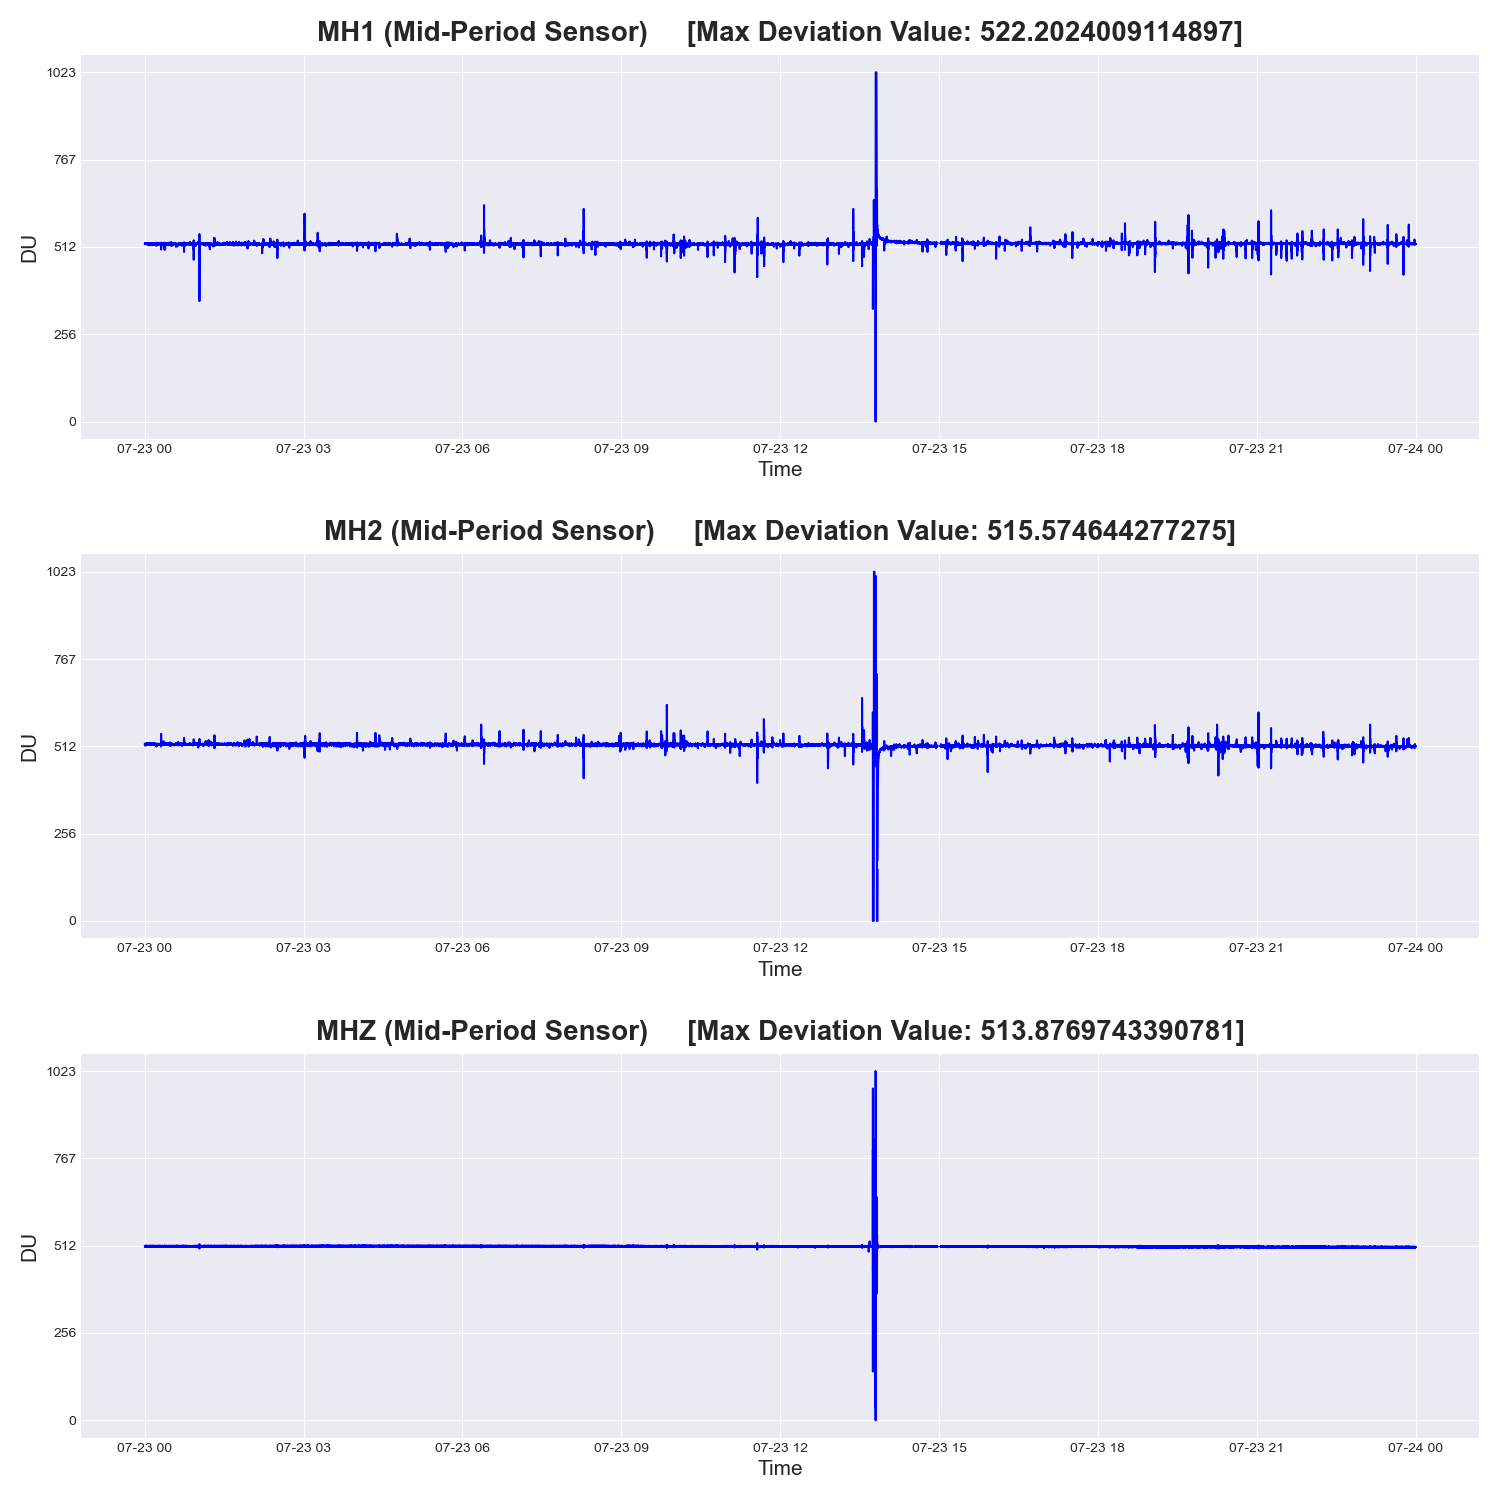 MH1 (Mid-Period Sensor) [Max Deviation Value: 522.2024009114897]
1023
767
512
256
0
DU
07-23 00 07-23 03 07-23 06 07-23 09 07-23 12 07-23 15 07-23 18 07-23 21 07-24 00
Time
MH2 (Mid-Period Sensor) [Max Deviation Value: 515.574644277275]
1023
767
512
256
0
DU
07-23 00 07-23 03 07-23 06 07-23 09 07-23 12 07-23 15 07-23 18 07-23 21 07-24 00
Time
MHZ (Mid-Period Sensor) [Max Deviation Value: 513.87697433390781]
1023
767
512
256
0
DU
07-23 00 07-23 03 07-23 06 07-23 09 07-23 12 07-23 15 07-23 18 07-23 21 07-24 00
Time